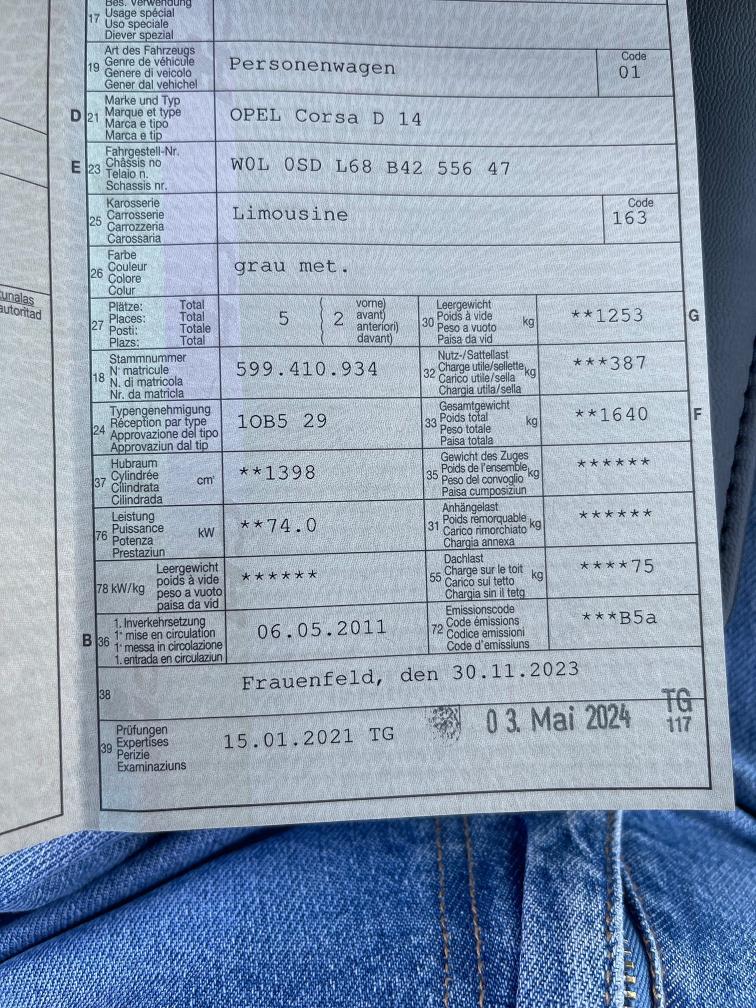 Bes. Verwendung
17 Usage spécial
Uso speciale
Diever spezial
19 Art des Fahrzeugs
Genre de véhicule
Genere di veicolo
Gener dal vehichel
Personenwagen
Code
01
D 21 Marke und Typ
Marque et type
Marca e tipo
Marca e tip
OPEL Corsa D 14
E 23 Fahrgestell-Nr.
Châssis no
Telaio n.
Schassis nr.
W0L 0SD L68 B42 556 47
25 Karosserie
Carrosserie
Carrozzeria
Carossaria
Limousine
Code
163
26 Farbe
Couleur
Colore
Colur
grau met.
27 Plätze: Total
Places: Total
Posti: Totale
Plazs: Total
5 ( 2 vorne)
avant)
anteriori)
davant)
30 Leergewicht
Poids à vide
Peso a vuoto
Paisa da vid
kg
**1253
G
18 Stammnummer
N° matricule
N. di matricola
Nr. da matricla
599.410.934
32 Nutz-/Sattellast
Charge utile/sellette
Carico utile/sella
Chargia utila/sella
kg
***387
24 Typengenehmigung
Réception par type
Approvazione del tipo
Approvaziun dal tip
1OB5 29
33 Gesamtgewicht
Poids total
Peso totale
Paisa totala
kg
**1640
F
37 Hubraum
Cylindrée
Cilindrata
Cilindrada
cm³
**1398
35 Gewicht des Zuges
Poids de l'ensemble
Peso del convoglio
Paisa cumposiziun
kg
******
76 Leistung
Puissance
Potenza
Prestaziun
kW
**74.0
31 Anhängelast
Poids remorquable
Carico rimorchiato
Chargia annexa
kg
******
78 kW/kg Leergewicht
poids à vide
peso a vuoto
paisa da vid
******
55 Dachlast
Charge sur le toit
Carico sul tetto
Chargia sin il tetg
kg
****75
B 36 1. Inverkehrsetzung
1° mise en circulation
1° messa in circolazione
1. entrada en circulaziun
06.05.2011
72 Emissionscode
Code émissions
Codice emissioni
Code d'emissiuns
***B5a
38
Frauenfeld, den 30.11.2023
39 Prüfungen
Expertises
Perizie
Examinaziuns
15.01.2021 TG
03. Mai 2024
TG
117
autoritad